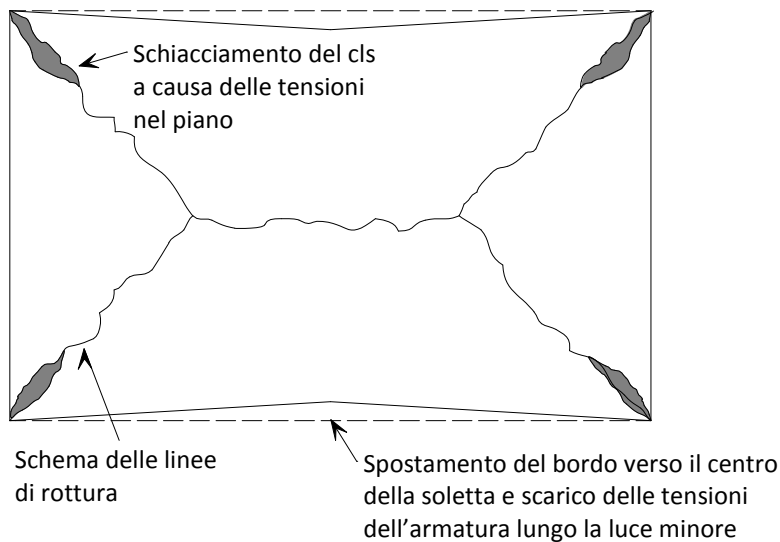 Schiacciamento del cls
a causa delle tensioni
nel piano
Schema delle linee
di rottura
Spostamento del bordo verso il centro
della soletta e scarico delle tensioni
dell’armatura lungo la luce minore